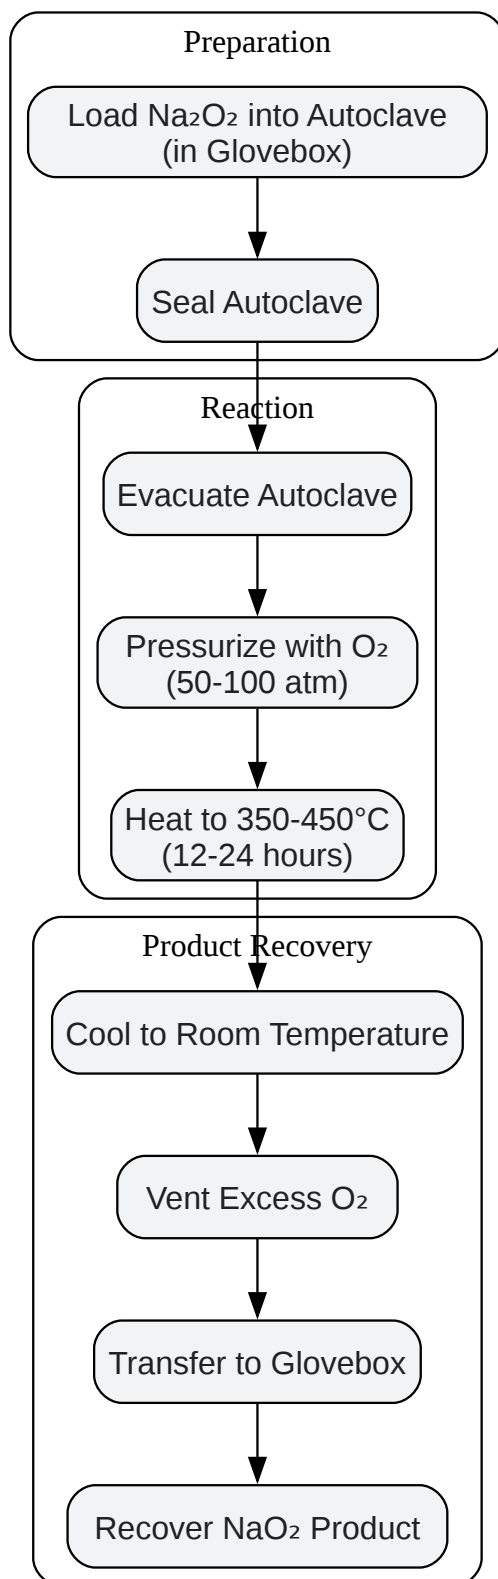 Preparation
Load Na₂O₂ into Autoclave
(in Glovebox)
Seal Autoclave
Reaction
Evacuate Autoclave
Pressurize with O₂
(50-100 atm)
Heat to 350-450°C
(12-24 hours)
Product Recovery
Cool to Room Temperature
Vent Excess O₂
Transfer to Glovebox
Recover NaO₂ Product